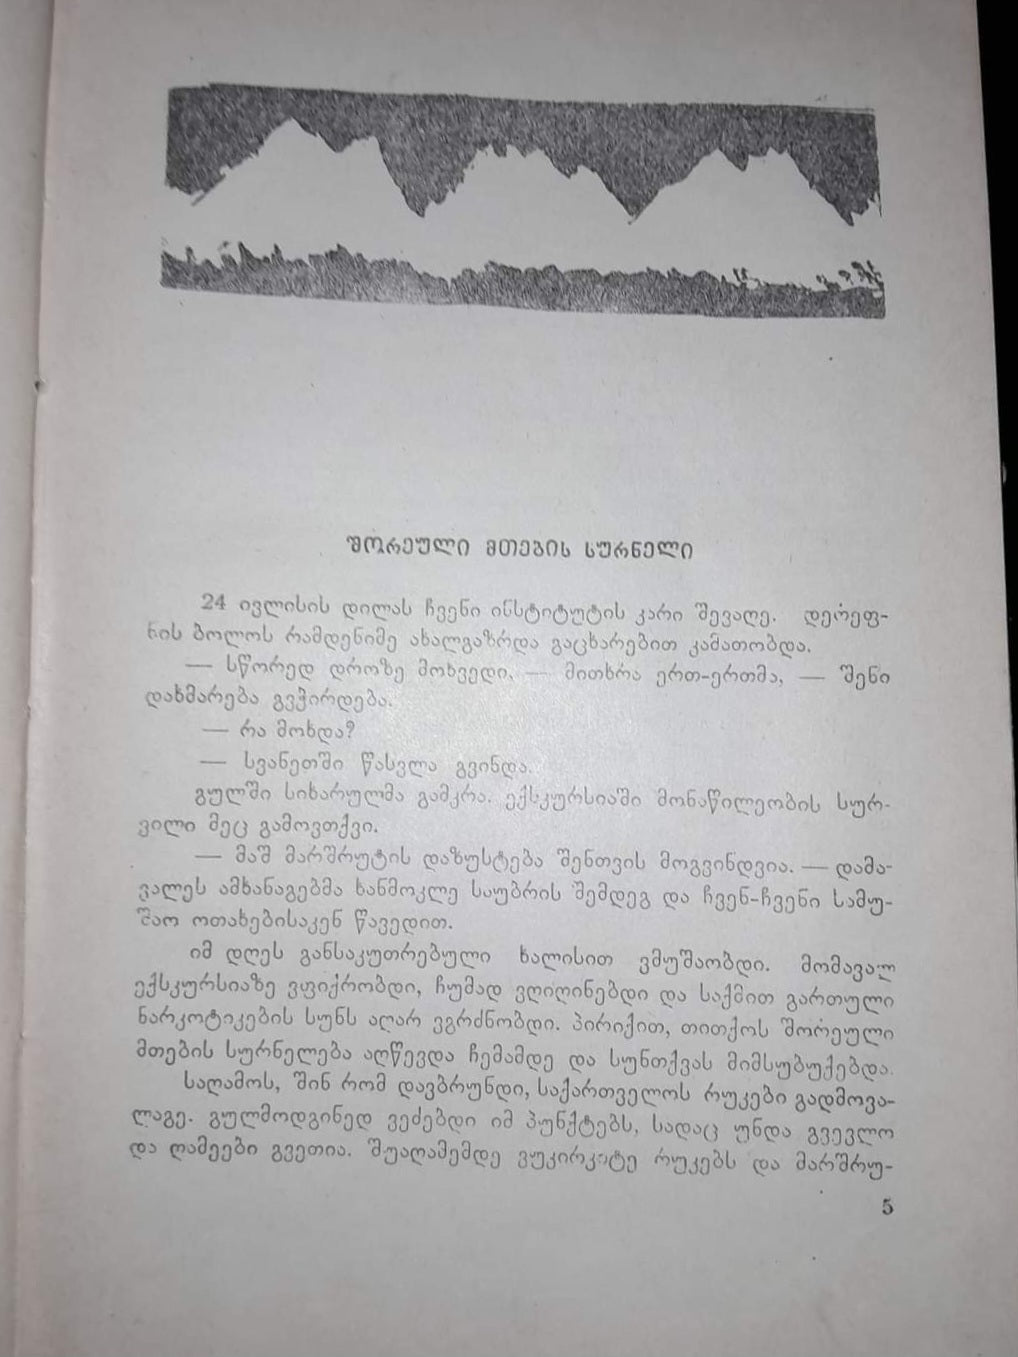 შორეული მთების სურნელი
24 ივლისის დილას ჩვენი ინსტიტუტის კარი შევაღე. დერეფ-
ნის ბოლოს რამდენიმე ახალგაზრდა გაცხარებით კამათობდა.
— სწორედ დროზე მოხვედი, — მითხრა ერთ-ერთმა, — შენი
დახმარება გვჭირდება.
— რა მოხდა?
— სვანეთში წასვლა გვინდა.
გულში სიხარულმა გამკრა. ექსკურსიაში მონაწილეობის სურ-
ვილი მეც გამოვთქვი.
— მაშ მარშრუტის დაზუსტება შენთვის მოგვინდვია. — დამა-
ვალეს ამხანაგებმა ხანმოკლე საუბრის შემდეგ და ჩვენ-ჩვენი სამუ-
შაო ოთახებისაკენ წავედით.
იმ დღეს განსაკუთრებული ხალისით ვმუშაობდი. მომავალ
ექსკურსიაზე ვფიქრობდი, ჩუმად ვღიღინებდი და საქმით გართული
ნარკოტიკების სუნს აღარ ვგრძნობდი. პირიქით, თითქოს შორეული
მთების სურნელება აღწევდა ჩემამდე და სუნთქვას მიმსუბუქებდა.
საღამოს, შინ რომ დავბრუნდი, საქართველოს რუკები გადმოვა-
ლაგე. გულმოდგინედ ვეძებდი იმ პუნქტებს, სადაც უნდა გვევლო
და ღამეები გვეთია. შუაღამემდე ვუკირკიტე რუკებს და მარშრუ-
5